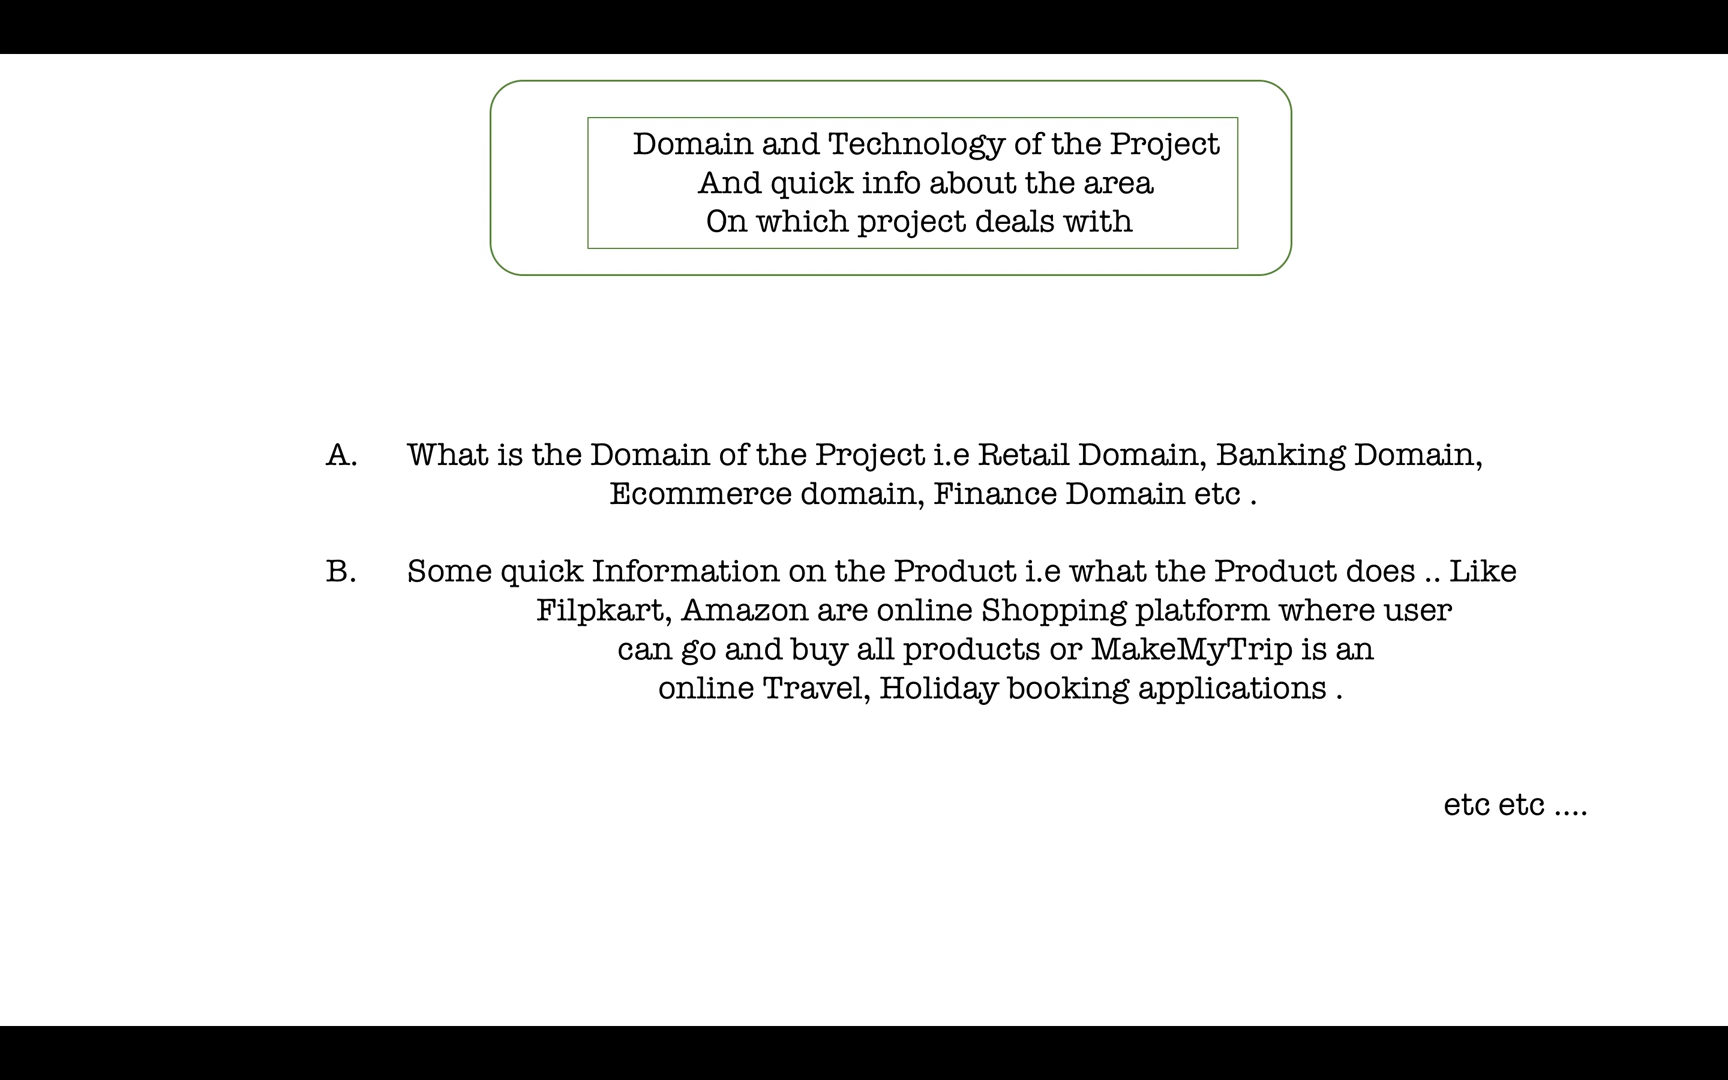 Domain and Technology of the Project
And quick info about the area
On which project deals with
A. What is the Domain of the Project i.e Retail Domain, Banking Domain,
Ecommerce domain, Finance Domain etc .
B. Some quick Information on the Product i.e what the Product does .. Like
Filpkart, Amazon are online Shopping platform where user
can go and buy all products or MakeMyTrip is an
online Travel, Holiday booking applications .
etc etc ....